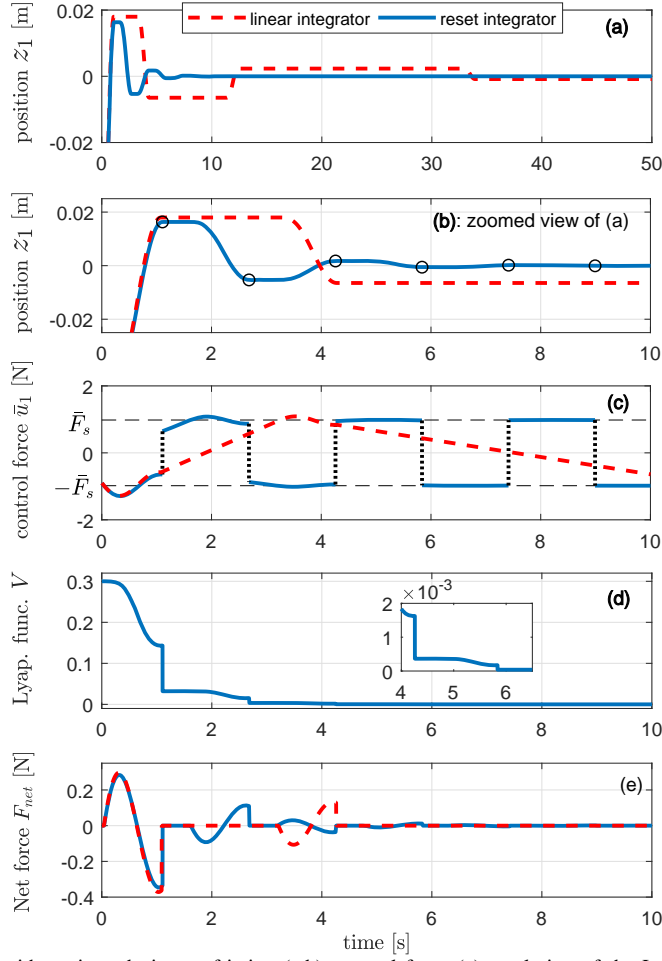 linear integrator reset integrator (a)
position z₁ [m]
0.02
0
-0.02
0 10 20 30 40 50
(b): zoomed view of (a)
position z₁ [m]
0.02
0
-0.02
0 2 4 6 8 10
(c)
control force ū₁ [N]
2
F̄ₛ
0
−F̄ₛ
-2
0 2 4 6 8 10
(d)
Lyap. func. V
0.3
0.2
0.1
0
×10⁻³
2
1
0
4 5 6
0 2 4 6 8 10
(e)
Net force Fₙₑₜ [N]
0.4
0.2
0
-0.2
-0.4
0 2 4 6 8 10
time [s]